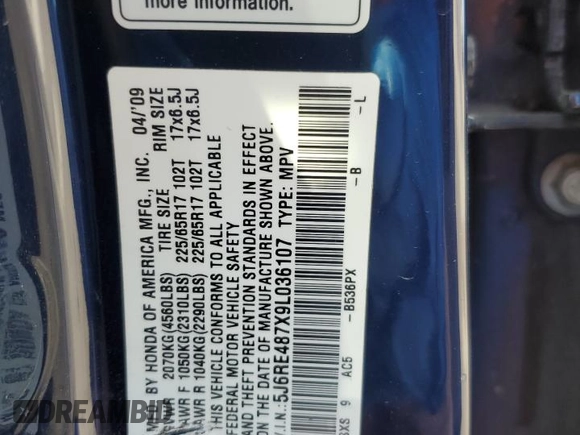 more information.
BY HONDA OF AMERICA MFG., INC. 04/'09
2070KG(4560LBS) TIRE SIZE RIM SIZE
F 1050KG(2310LBS) 225/65R17 102T 17x6.5J
AWR R 1040KG(2290LBS) 225/65R17 102T 17x6.5J
THIS VEHICLE CONFORMS TO ALL APPLICABLE
FEDERAL MOTOR VEHICLE SAFETY
AND THEFT PREVENTION STANDARDS IN EFFECT
ON THE DATE OF MANUFACTURE SHOWN ABOVE.
V.I.N.: 5J6RE487X9L036107 TYPE: MPV
SXS 9 AC5 -B536PX -B -L
DREAMBID